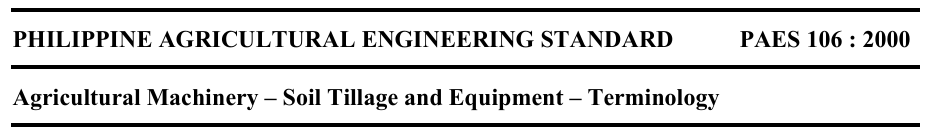 PHILIPPINE AGRICULTURAL ENGINEERING STANDARD PAES 106 : 2000
Agricultural Machinery – Soil Tillage and Equipment – Terminology